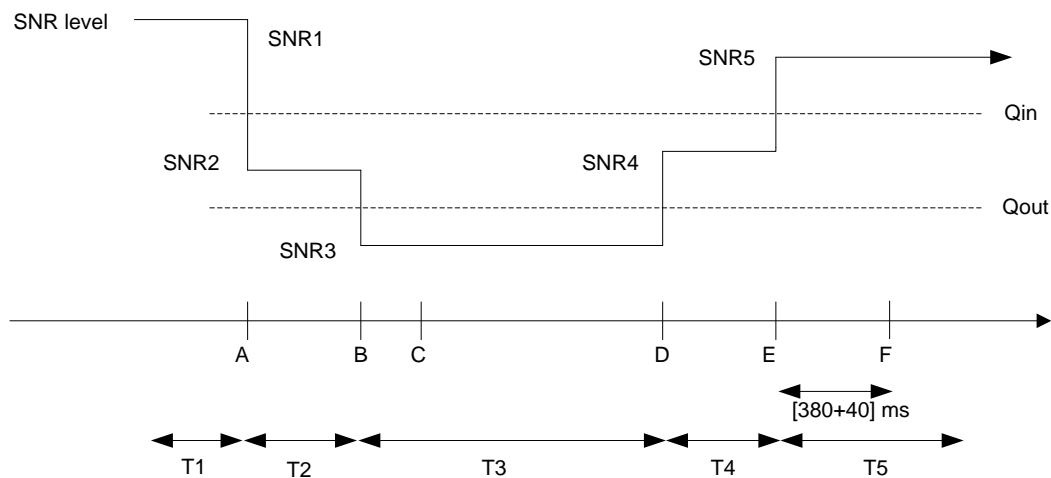 SNR level
SNR1
SNR5
Qin
SNR2
SNR4
Qout
SNR3
A B C D E F
[380+40] ms
T1 T2 T3 T4 T5